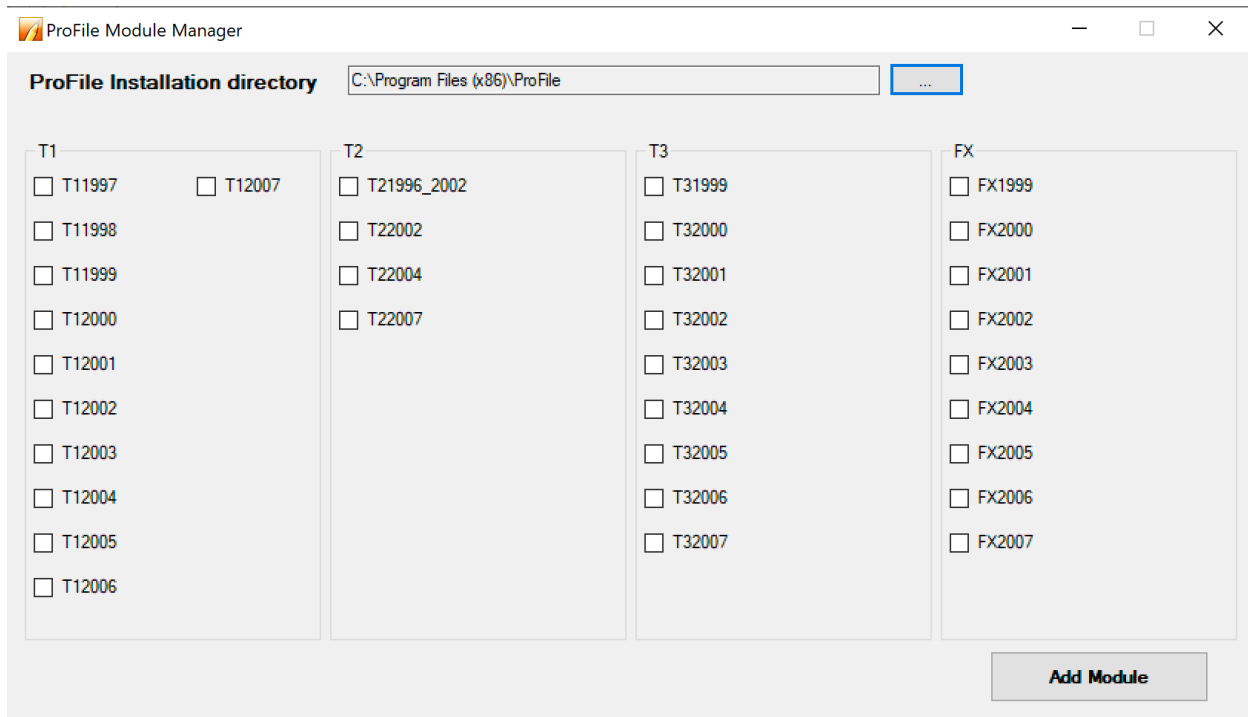 ProFile Module Manager
ProFile Installation directory C:\Program Files (x86)\ProFile ...
T1
T11997 T12007
T11998
T11999
T12000
T12001
T12002
T12003
T12004
T12005
T12006
T2
T21996_2002
T22002
T22004
T22007
T3
T31999
T32000
T32001
T32002
T32003
T32004
T32005
T32006
T32007
FX
FX1999
FX2000
FX2001
FX2002
FX2003
FX2004
FX2005
FX2006
FX2007
Add Module